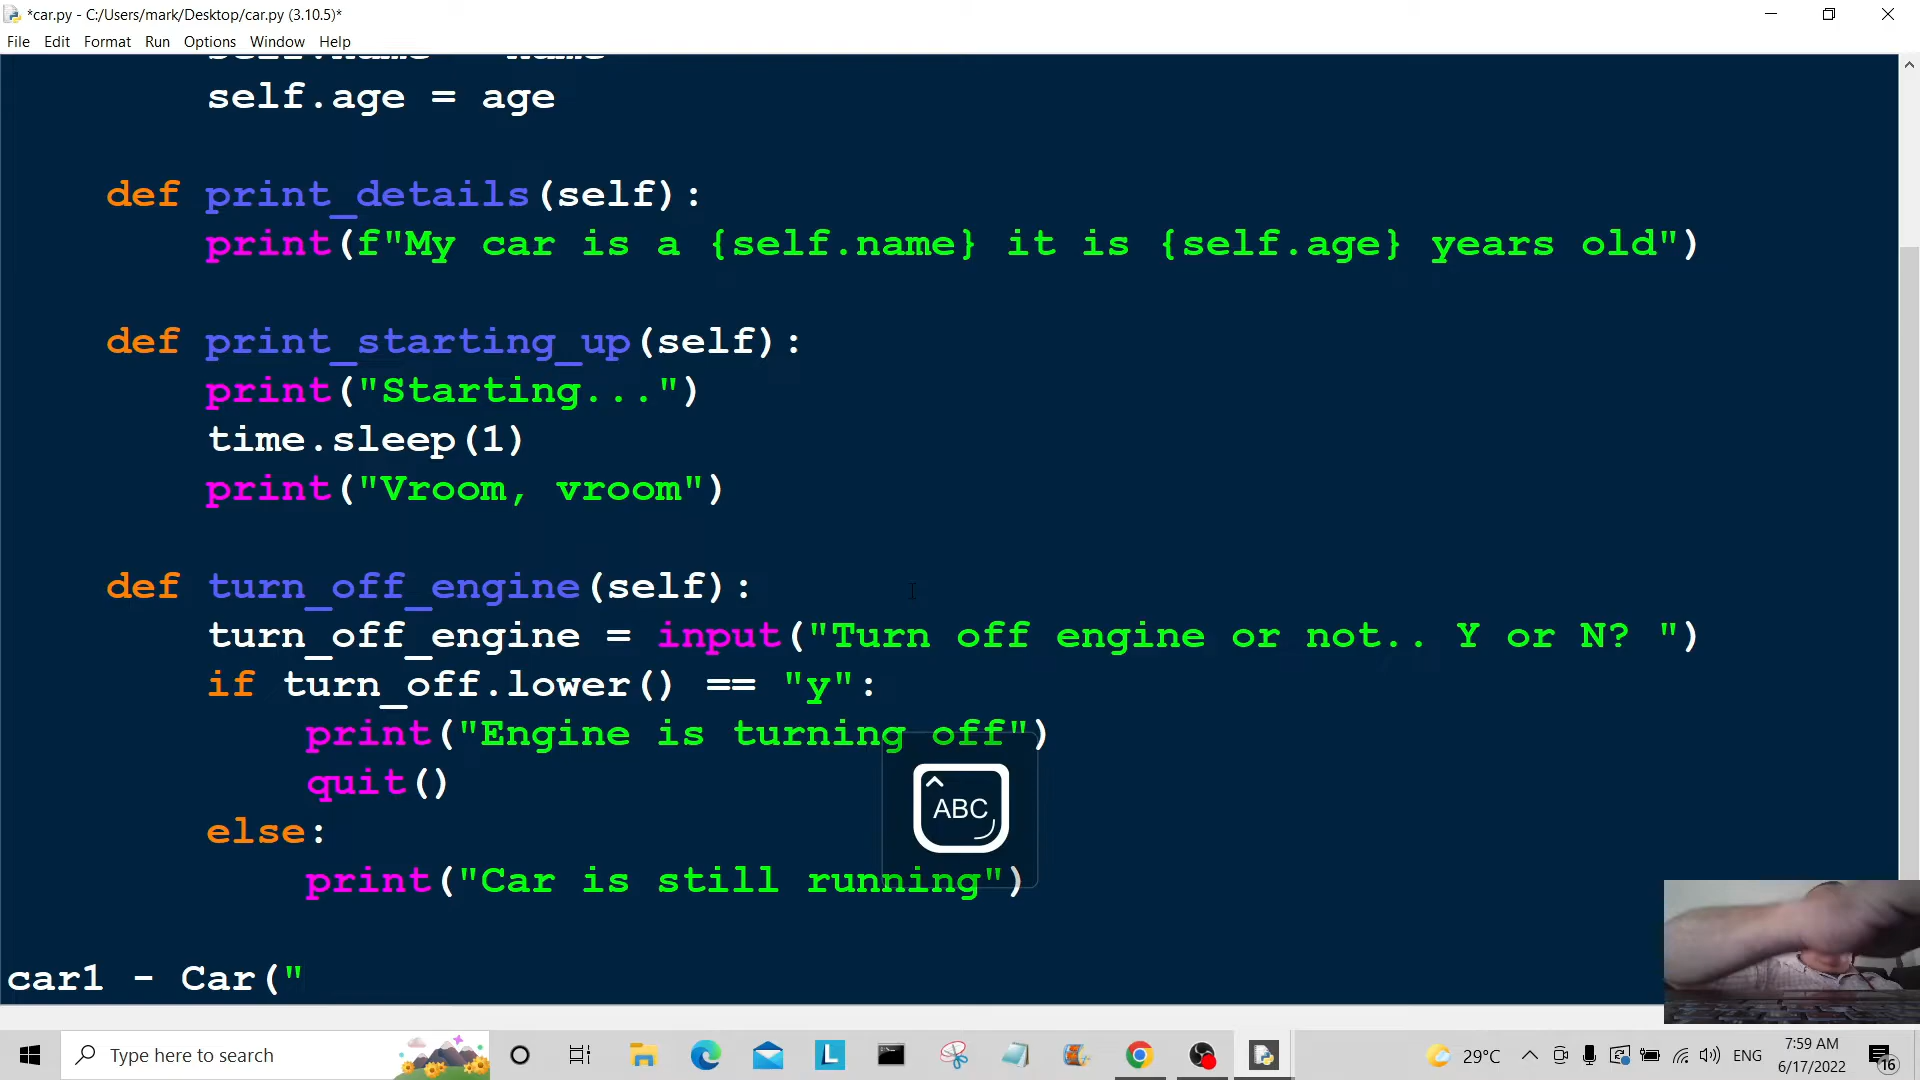 *car.py - C:/Users/mark/Desktop/car.py (3.10.5)*
File Edit Format Run Options Window Help
self.name = name
self.age = age
def print_details(self):
print(f"My car is a {self.name} it is {self.age} years old")
def print_starting_up(self):
print("Starting...")
time.sleep(1)
print("Vroom, vroom")
def turn_off_engine(self):
turn_off_engine = input("Turn off engine or not.. Y or N? ")
if turn_off.lower() == "y":
print("Engine is turning off")
quit()
else:
print("Car is still running")
ABC
car1 - Car("
Type here to search
L
29°C
ENG
7:59 AM
6/17/2022
16